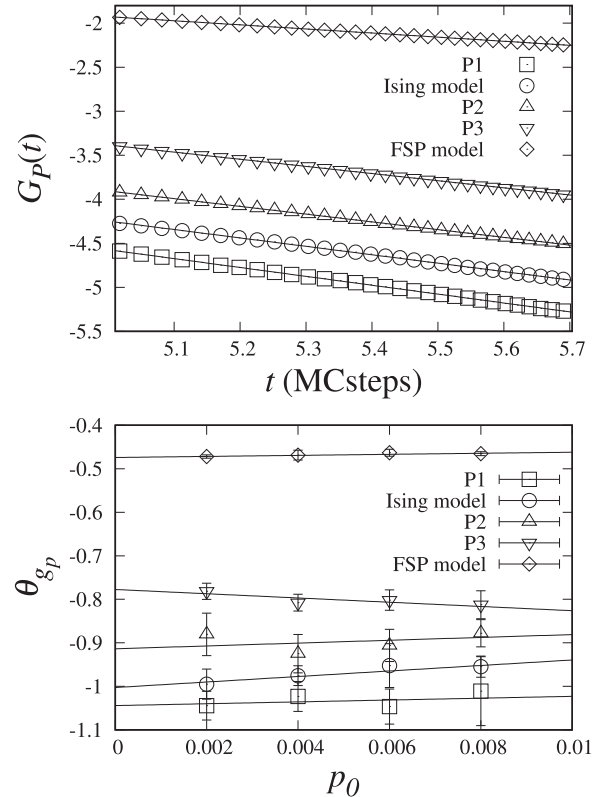 -2
-2.5
-3
-3.5
-4
-4.5
-5
-5.5
G_P(t)
P1
Ising model
P2
P3
FSP model
5.1 5.2 5.3 5.4 5.5 5.6 5.7
t (MCsteps)
-0.4
-0.5
-0.6
-0.7
-0.8
-0.9
-1
-1.1
θ_{g_p}
P1
Ising model
P2
P3
FSP model
0 0.002 0.004 0.006 0.008 0.01
p_0